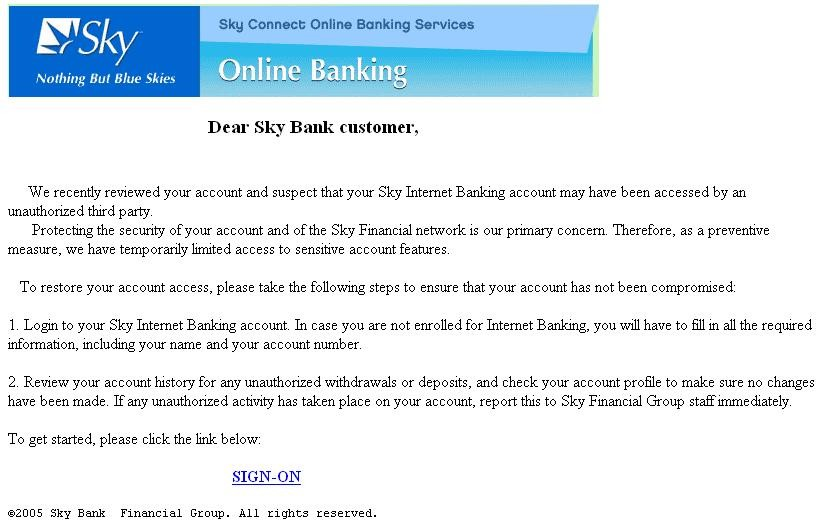 Sky
Nothing But Blue Skies
Sky Connect Online Banking Services
Online Banking
Dear Sky Bank customer,
We recently reviewed your account and suspect that your Sky Internet Banking account may have been accessed by an
unauthorized third party.
Protecting the security of your account and of the Sky Financial network is our primary concern. Therefore, as a preventive
measure, we have temporarily limited access to sensitive account features.
To restore your account access, please take the following steps to ensure that your account has not been compromised:
1. Login to your Sky Internet Banking account. In case you are not enrolled for Internet Banking, you will have to fill in all the required
information, including your name and your account number.
2. Review your account history for any unauthorized withdrawals or deposits, and check your account profile to make sure no changes
have been made. If any unauthorized activity has taken place on your account, report this to Sky Financial Group staff immediately.
To get started, please click the link below:
SIGN-ON
©2005 Sky Bank  Financial Group. All rights reserved.